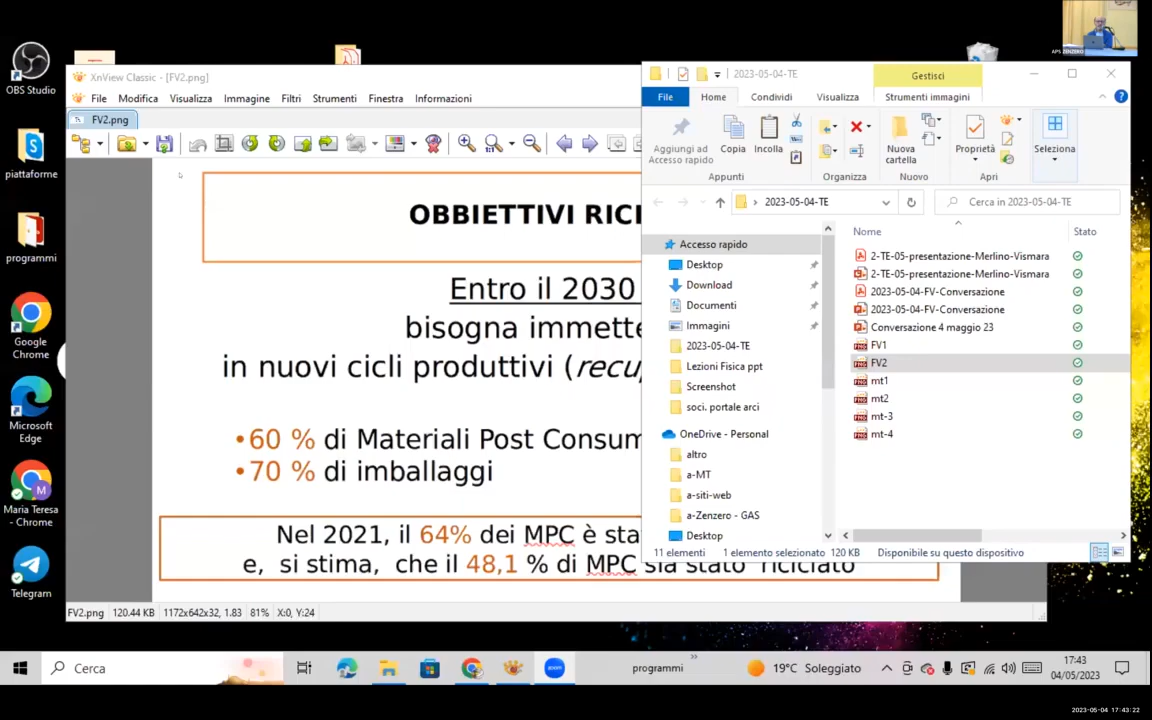 APS ZENZERO
OBS Studio
piattaforme
programmi
Google
Chrome
Microsoft
Edge
Maria Teresa
- Chrome
Telegram
XnView Classic - [FV2.png]
File Modifica Visualizza Immagine Filtri Strumenti Finestra Informazioni
FV2.png
OBBIETTIVI RICI
Entro il 2030
bisogna immette
in nuovi cicli produttivi (recup
•60 % di Materiali Post Consum
•70 % di imballaggi
Nel 2021, il 64% dei MPC è sta
e, si stima, che il 48,1 % di MPC sia stato riciclato
FV2.png 120.44 KB 1172x642x32, 1.83 81% X:0, Y:24
2023-05-04-TE
Gestisci
File Home Condividi Visualizza Strumenti immagini
Aggiungi ad
Accesso rapido
Copia
Incolla
Nuova
cartella
Proprietà
Seleziona
Appunti Organizza Nuovo Apri
2023-05-04-TE
Cerca in 2023-05-04-TE
Accesso rapido
Desktop
Download
Documenti
Immagini
2023-05-04-TE
Lezioni Fisica ppt
Screenshot
soci. portale arci
OneDrive - Personal
altro
a-MT
a-siti-web
a-Zenzero - GAS
Desktop
Nome Stato
2-TE-05-presentazione-Merlino-Vismara
2-TE-05-presentazione-Merlino-Vismara
2023-05-04-FV-Conversazione
2023-05-04-FV-Conversazione
Conversazione 4 maggio 23
FV1
FV2
mt1
mt2
mt-3
mt-4
11 elementi 1 elemento selezionato 120 KB Disponibile su questo dispositivo
Cerca
zoom
programmi
19°C Soleggiato
17:43
04/05/2023
2023-05-04 17:43:22